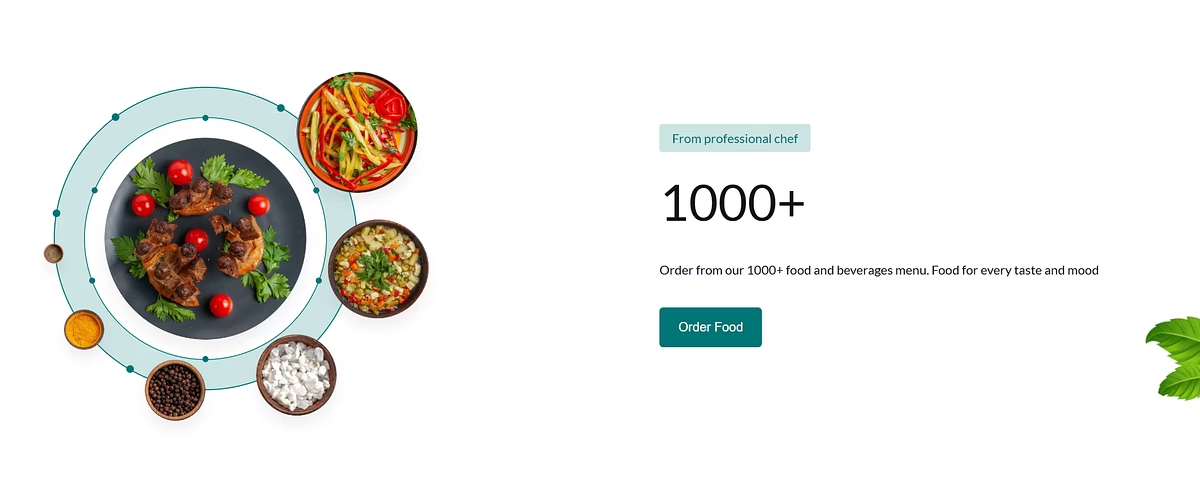 From professional chef
1000+
Order from our 1000+ food and beverages menu. Food for every taste and mood
Order Food